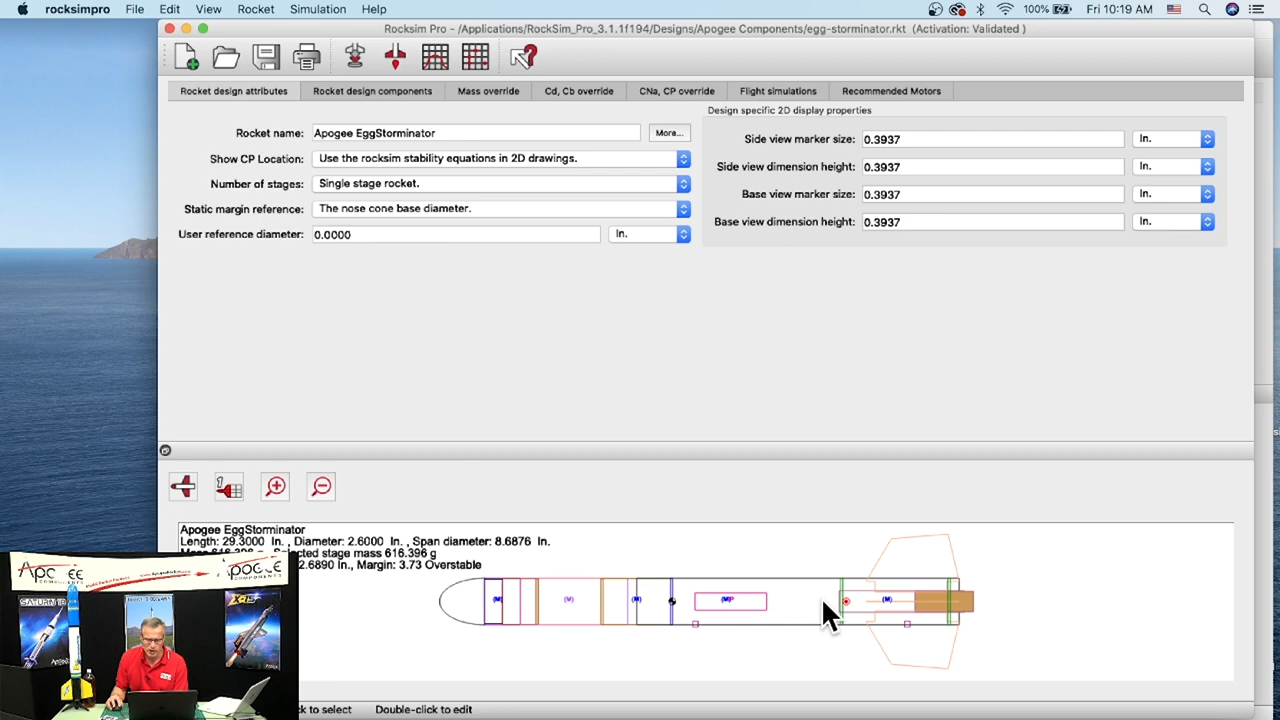 rocksimpro File Edit View Rocket Simulation Help 100% Fri 10:19 AM
Rocksim Pro - /Applications/RockSim_Pro_3.1.1f194/Designs/Apogee Components/egg-storminator.rkt (Activation: Validated )
Rocket design attributes Rocket design components Mass override Cd, Cb override CNa, CP override Flight simulations Recommended Motors
Design specific 2D display properties
Rocket name: Apogee EggStorminator More...
Side view marker size: 0.3937 In.
Show CP Location: Use the rocksim stability equations in 2D drawings.
Side view dimension height: 0.3937 In.
Number of stages: Single stage rocket.
Base view marker size: 0.3937 In.
Static margin reference: The nose cone base diameter.
Base view dimension height: 0.3937 In.
User reference diameter: 0.0000 In.
1
Apogee EggStorminator
Length: 29.3000 In. , Diameter: 2.6000 In. , Span diameter: 8.6876 In.
Selected stage mass 616.396 g
2.6890 In., Margin: 3.73 Overstable
Apogee
COMPONENTS
Apogee
COMPONENTS
SATURN 1B
k to select Double-click to edit